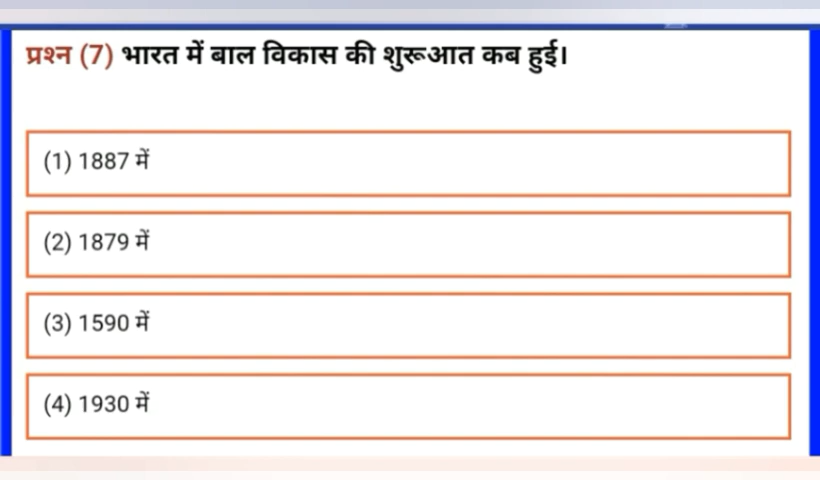 प्रश्न (7) भारत में बाल विकास की शुरूआत कब हुई।
(1) 1887 में
(2) 1879 में
(3) 1590 में
(4) 1930 में